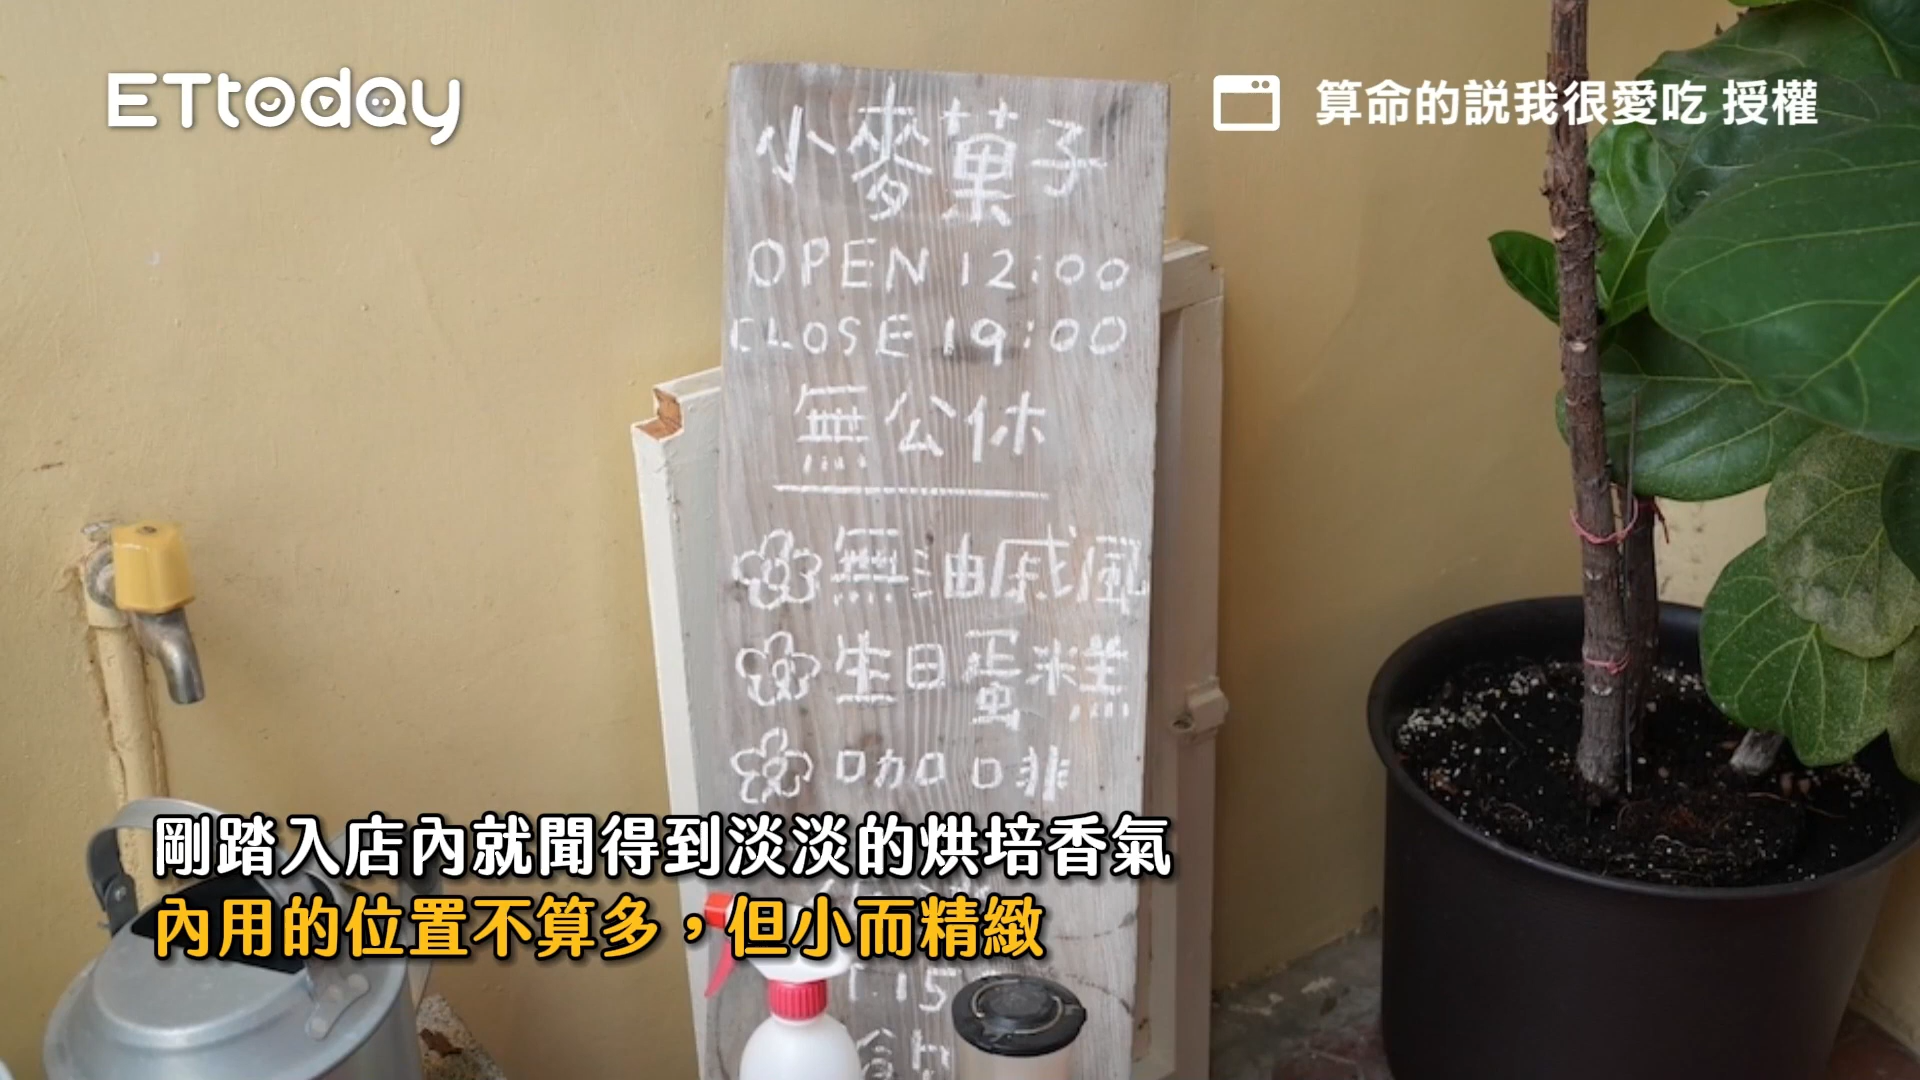 ETtoday
算命的説我很愛吃 授權
小麥菓子
OPEN 12:00
CLOSE 19:00
無公休
無油戚風
生日蛋糕
咖啡
剛踏入店內就聞得到淡淡的烘培香氣
內用的位置不算多，但小而精緻